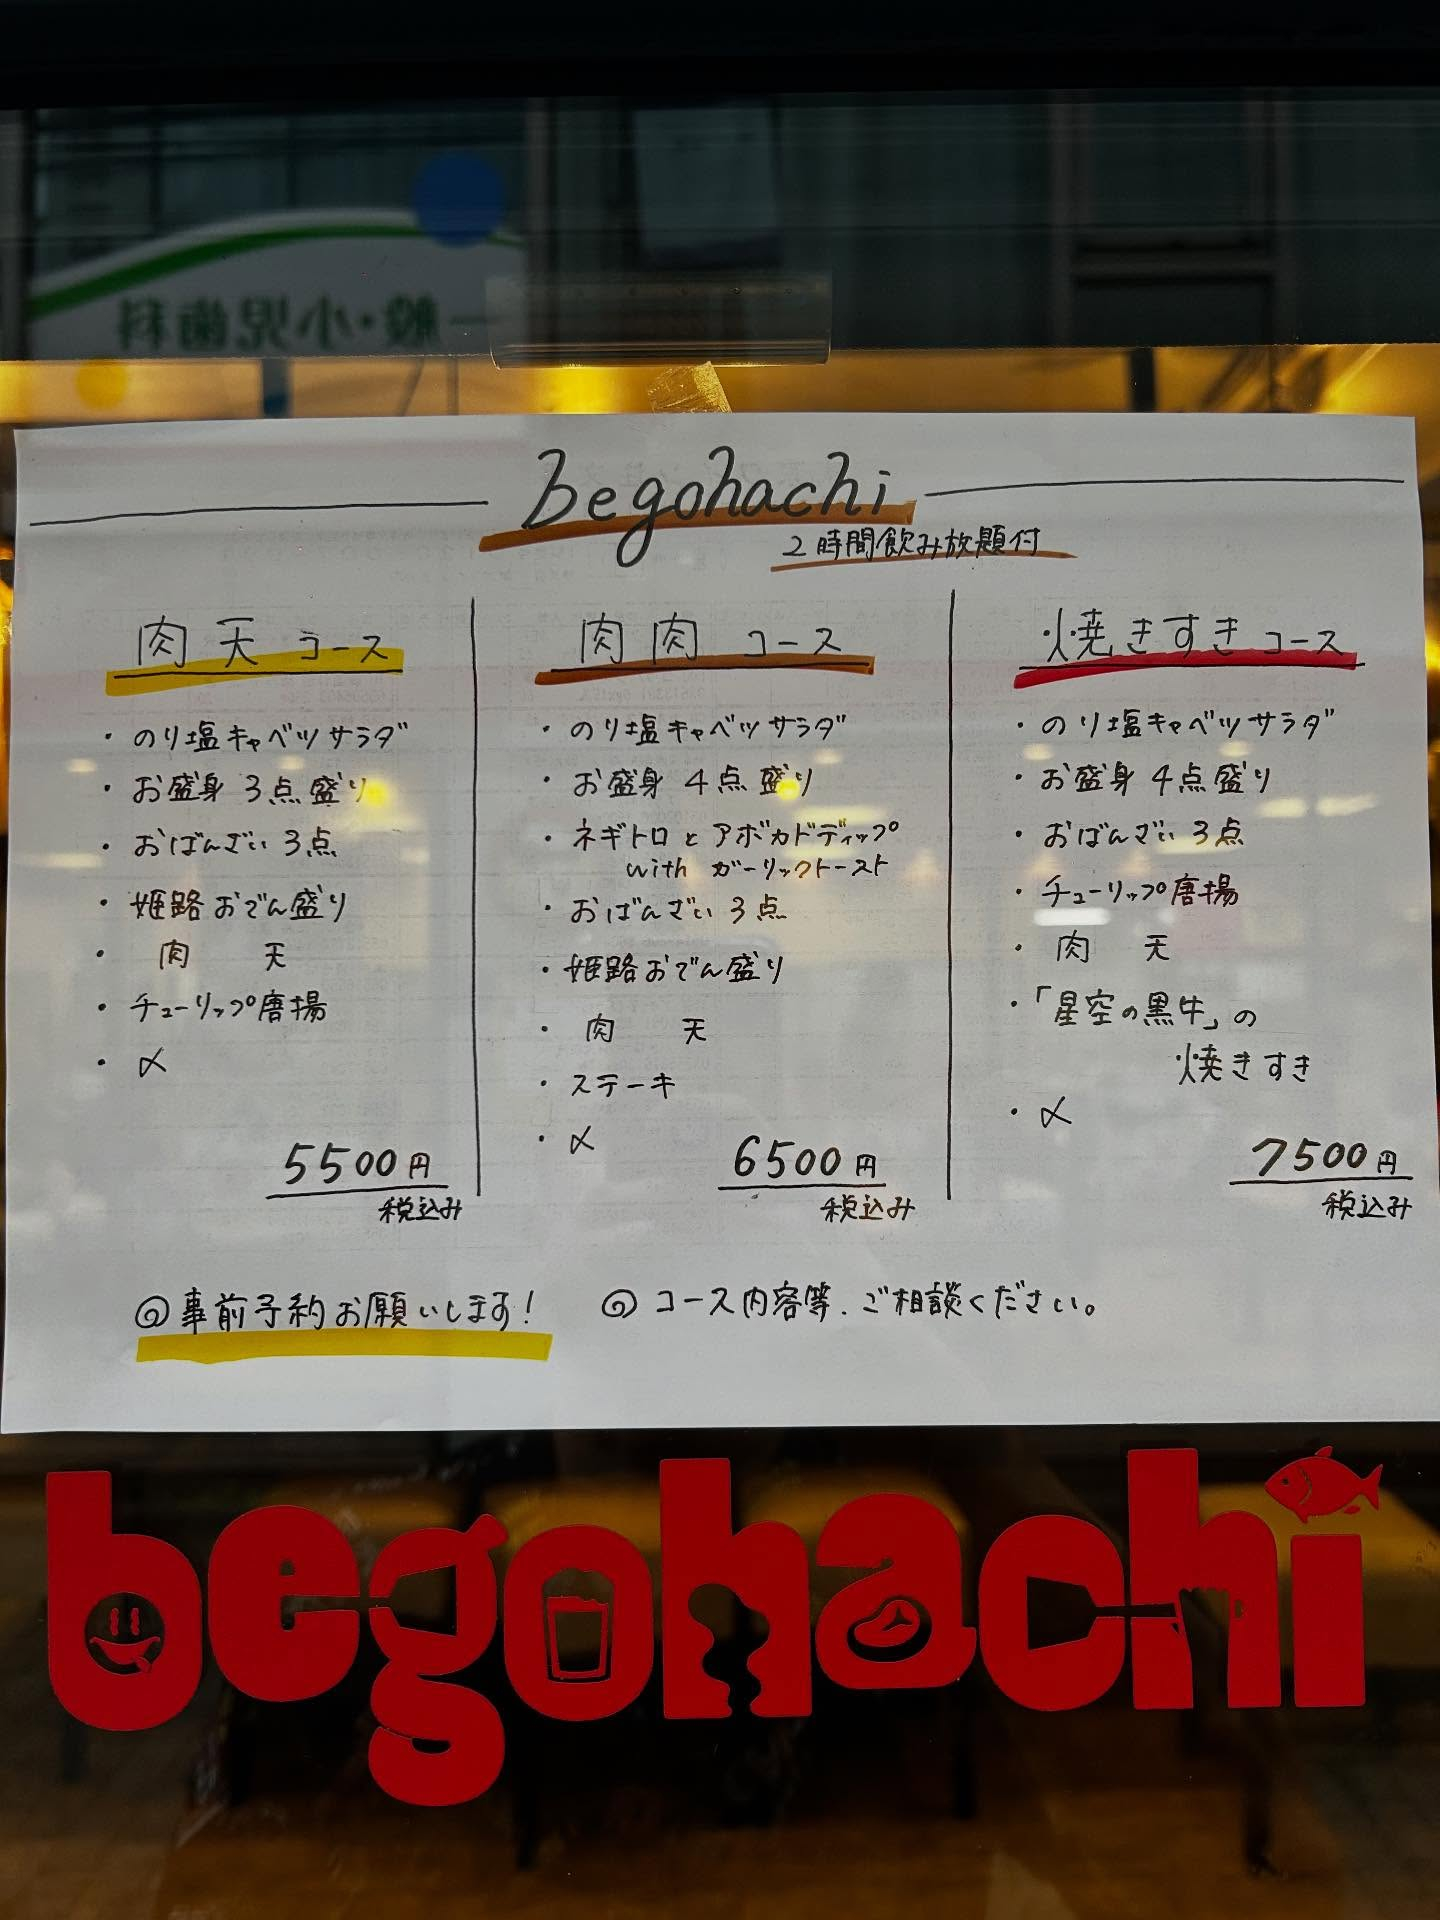 一般・小児歯科
begohachi
2時間飲み放題付
肉天コース
・のり塩キャベツサラダ
・お盛身 3点盛り
・おばんざい 3点
・姫路おでん盛り
・肉 天
・チューリップ唐揚
・〆
5500円
税込み
肉肉コース
・のり塩キャベツサラダ
・お盛身 4点盛り
・ネギトロとアボカドディップ
with ガーリックトースト
・おばんざい 3点
・姫路おでん盛り
・肉 天
・ステーキ
・〆
6500円
税込み
焼きすきコース
・のり塩キャベツサラダ
・お盛身 4点盛り
・おばんざい 3点
・チューリップ唐揚
・肉 天
・「星空の黒牛」の
焼きすき
・〆
7500円
税込み
◎事前予約お願いします!
◎コース内容等、ご相談ください。
begohachi